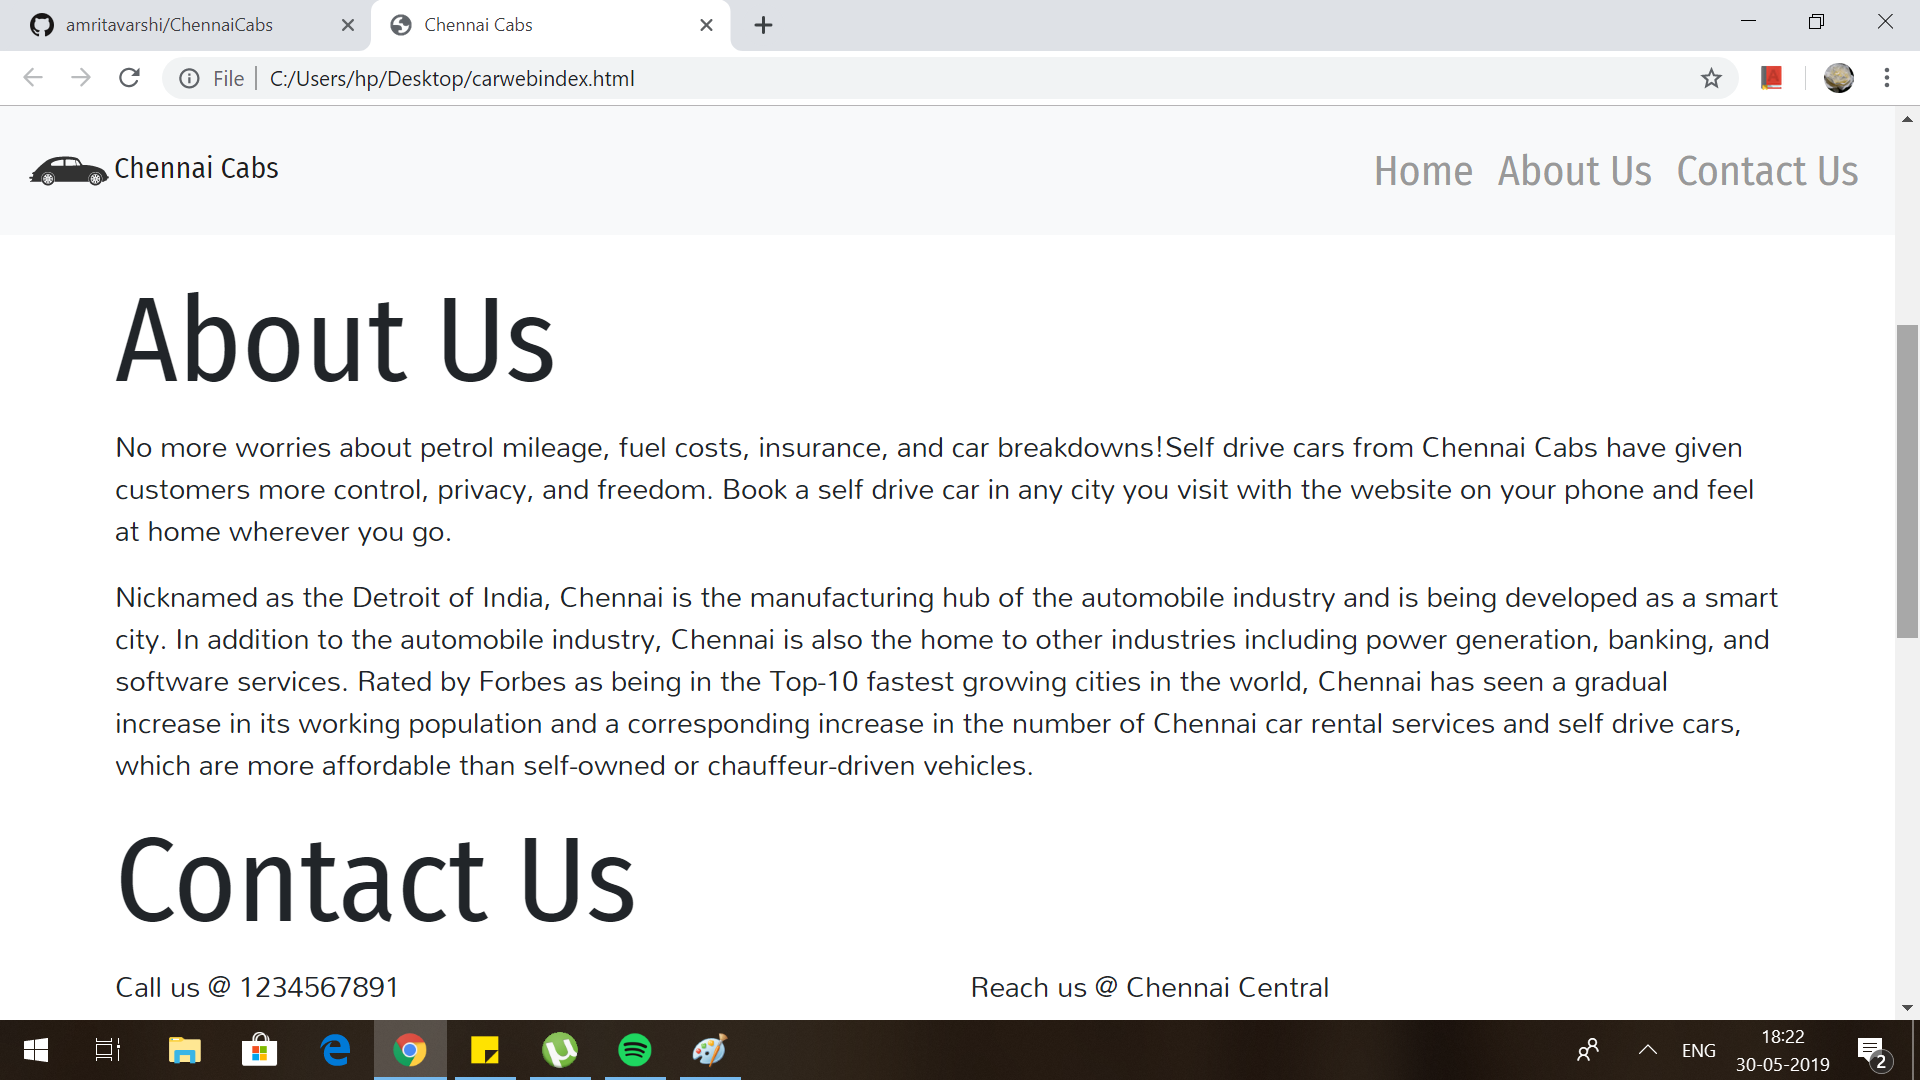 amritavarshi/ChennaiCabs
Chennai Cabs
File
C:/Users/hp/Desktop/carwebindex.html
Chennai Cabs
Home About Us Contact Us
About Us
No more worries about petrol mileage, fuel costs, insurance, and car breakdowns!Self drive cars from Chennai Cabs have given
customers more control, privacy, and freedom. Book a self drive car in any city you visit with the website on your phone and feel
at home wherever you go.
Nicknamed as the Detroit of India, Chennai is the manufacturing hub of the automobile industry and is being developed as a smart
city. In addition to the automobile industry, Chennai is also the home to other industries including power generation, banking, and
software services. Rated by Forbes as being in the Top-10 fastest growing cities in the world, Chennai has seen a gradual
increase in its working population and a corresponding increase in the number of Chennai car rental services and self drive cars,
which are more affordable than self-owned or chauffeur-driven vehicles.
Contact Us
Call us @ 1234567891
Reach us @ Chennai Central
ENG
18:22
30-05-2019
2